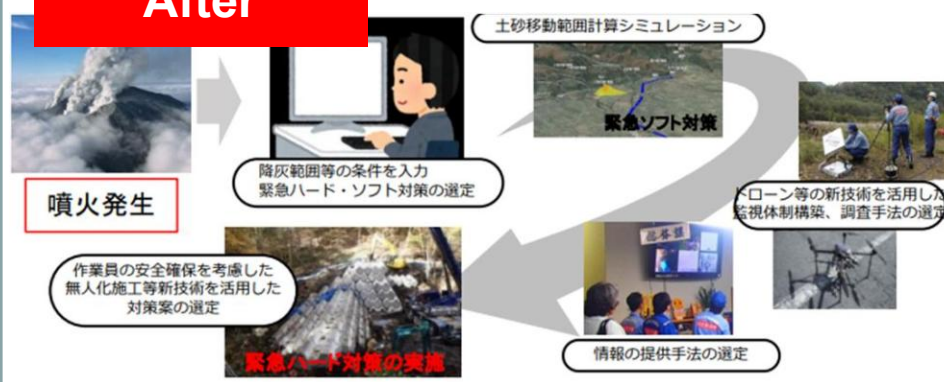 After
土砂移動範囲計算シミュレーション
緊急ソフト対策
降灰範囲等の条件を入力
緊急ハード・ソフト対策の選定
噴火発生
ドローン等の新技術を活用した
監視体制構築、調査手法の選定
作業員の安全確保を考慮した
無人化施工等新技術を活用した
対策案の選定
緊急ハード対策の実施
情報の提供手法の選定